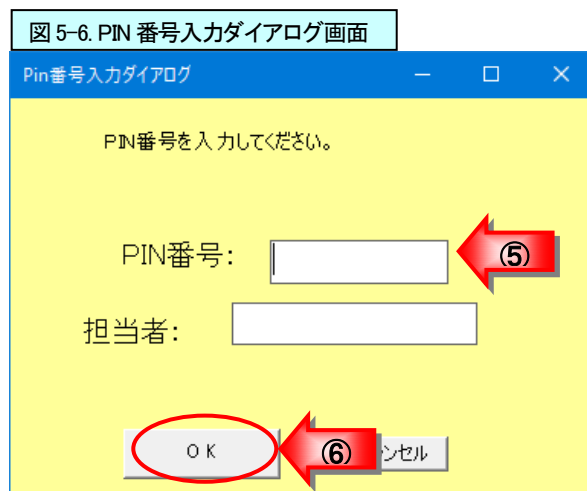 図 5-6. PIN 番号入力ダイアログ画面
Pin番号入力ダイアログ
PIN番号を入力してください。
PIN番号:
⑤
担当者:
OK
⑥
ンセル